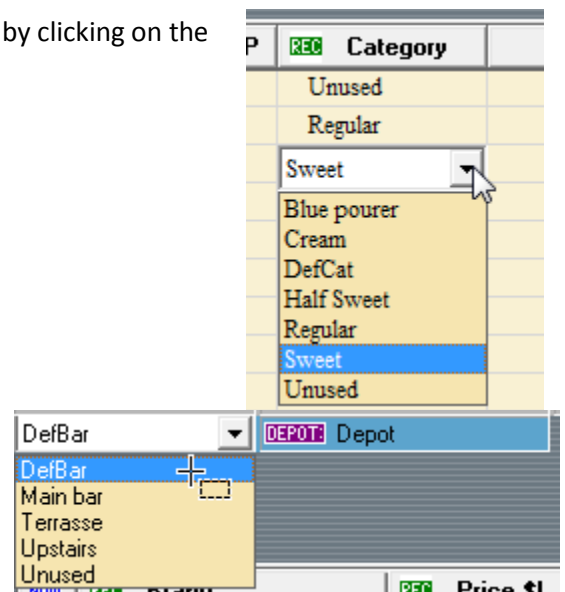 by clicking on the
P REC Category
Unused
Regular
Sweet
Blue pourer
Cream
DefCat
Half Sweet
Regular
Sweet
Unused
DefBar DEPOT: Depot
DefBar
Main bar
Terrasse
Upstairs
Unused
REC Price $L